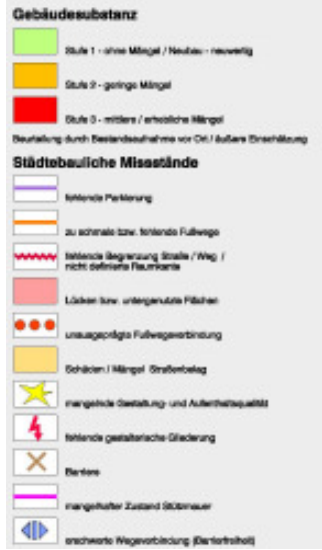 Gebäudesubstanz
Stufe 1 - ohne Mängel / Neubau - neuwertig
Stufe 2 - geringe Mängel
Stufe 3 - mittlere / erhebliche Mängel
Beurteilung durch Bestandsaufnahme vor Ort / äußere Einschätzung
Städtebauliche Missstände
fehlende Parkierung
zu schmale bzw. fehlende Fußwege
fehlende Begrenzung Straße / Weg /
nicht definierte Raumkante
Lücken bzw. untergenutzte Flächen
unausgeprägte Fußwegeverbindung
Schäden / Mängel Straßenbelag
mangelnde Gestaltung- und Aufenthaltsqualität
fehlende gestalterische Gliederung
Barriere
mangelhafter Zustand Stützmauer
erschwerte Wegeverbindung (Barrierefreiheit)